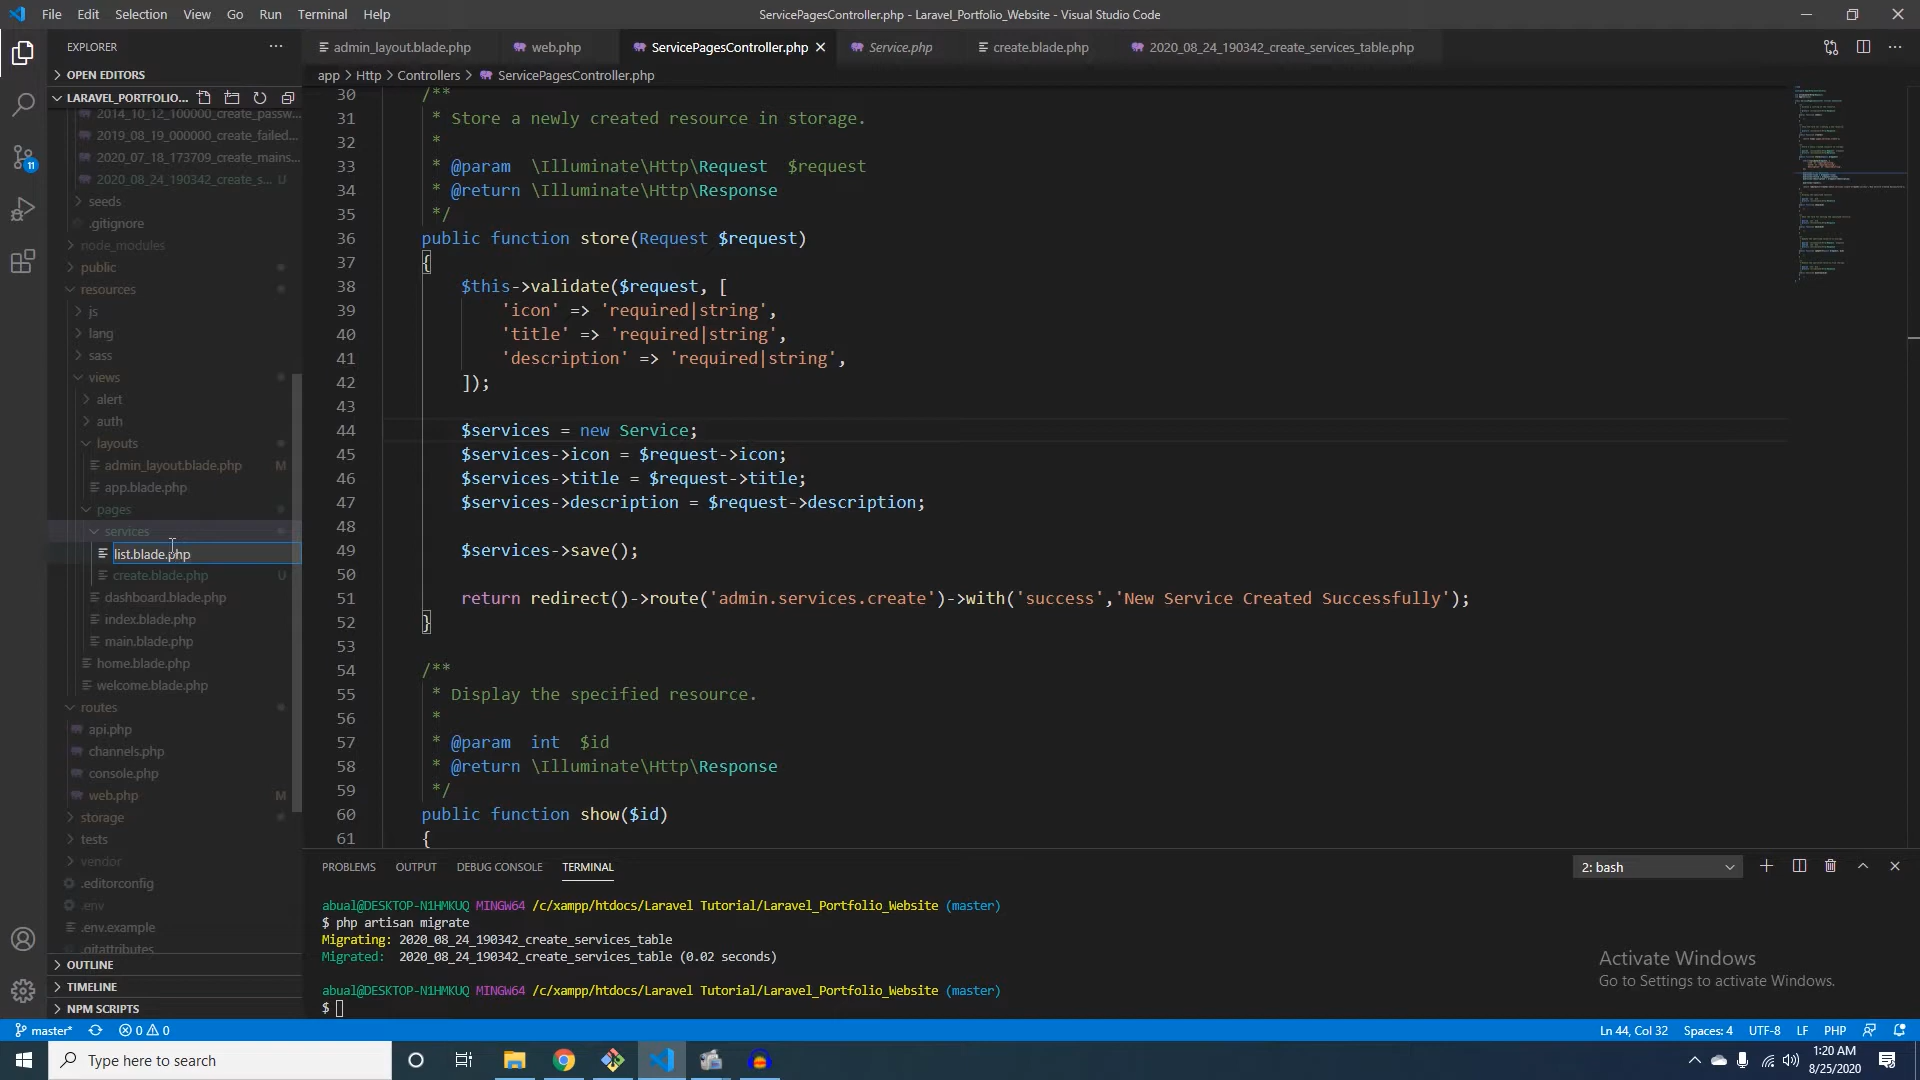 File Edit Selection View Go Run Terminal Help
ServicePagesController.php - Laravel_Portfolio_Website - Visual Studio Code
EXPLORER
OPEN EDITORS
LARAVEL_PORTFOLIO...
2014_10_12_100000_create_passw...
2019_08_19_000000_create_failed...
2020_07_18_173709_create_mains...
2020_08_24_190342_create_s... U
seeds
.gitignore
node_modules
public
resources
js
lang
sass
views
alert
auth
layouts
admin_layout.blade.php M
app.blade.php
pages
services
list.blade.php
create.blade.php U
dashboard.blade.php
index.blade.php
main.blade.php
home.blade.php
welcome.blade.php
routes
api.php
channels.php
console.php
web.php M
storage
tests
vendor
.editorconfig
.env
.env.example
.gitattributes
OUTLINE
TIMELINE
NPM SCRIPTS
11
admin_layout.blade.php web.php ServicePagesController.php Service.php create.blade.php 2020_08_24_190342_create_services_table.php
app > Http > Controllers > ServicePagesController.php
30 /**
31 * Store a newly created resource in storage.
32 *
33 * @param \Illuminate\Http\Request $request
34 * @return \Illuminate\Http\Response
35 */
36 public function store(Request $request)
37 {
38 $this->validate($request, [
39 'icon' => 'required|string',
40 'title' => 'required|string',
41 'description' => 'required|string',
42 ]);
43
44 $services = new Service;
45 $services->icon = $request->icon;
46 $services->title = $request->title;
47 $services->description = $request->description;
48
49 $services->save();
50
51 return redirect()->route('admin.services.create')->with('success','New Service Created Successfully');
52 }
53
54 /**
55 * Display the specified resource.
56 *
57 * @param int $id
58 * @return \Illuminate\Http\Response
59 */
60 public function show($id)
61 {
PROBLEMS OUTPUT DEBUG CONSOLE TERMINAL
2: bash
abual@DESKTOP-N1HMKUQ MINGW64 /c/xampp/htdocs/Laravel Tutorial/Laravel_Portfolio_Website (master)
$ php artisan migrate
Migrating: 2020_08_24_190342_create_services_table
Migrated: 2020_08_24_190342_create_services_table (0.02 seconds)
abual@DESKTOP-N1HMKUQ MINGW64 /c/xampp/htdocs/Laravel Tutorial/Laravel_Portfolio_Website (master)
$
Activate Windows
Go to Settings to activate Windows.
master* 0 0
Ln 44, Col 32 Spaces: 4 UTF-8 LF PHP
Type here to search
1:20 AM
8/25/2020